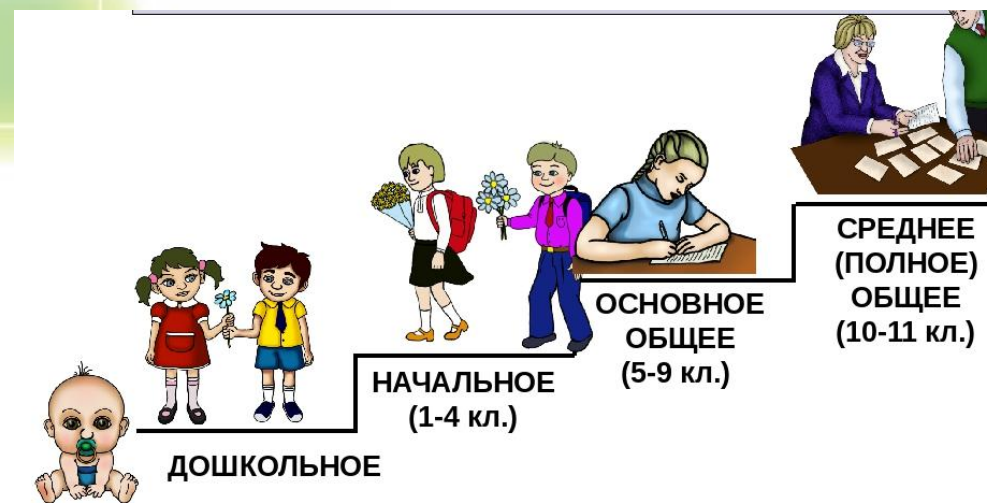 ДОШКОЛЬНОЕ
НАЧАЛЬНОЕ
(1-4 кл.)
ОСНОВНОЕ
ОБЩЕЕ
(5-9 кл.)
СРЕДНЕЕ
(ПОЛНОЕ)
ОБЩЕЕ
(10-11 кл.)